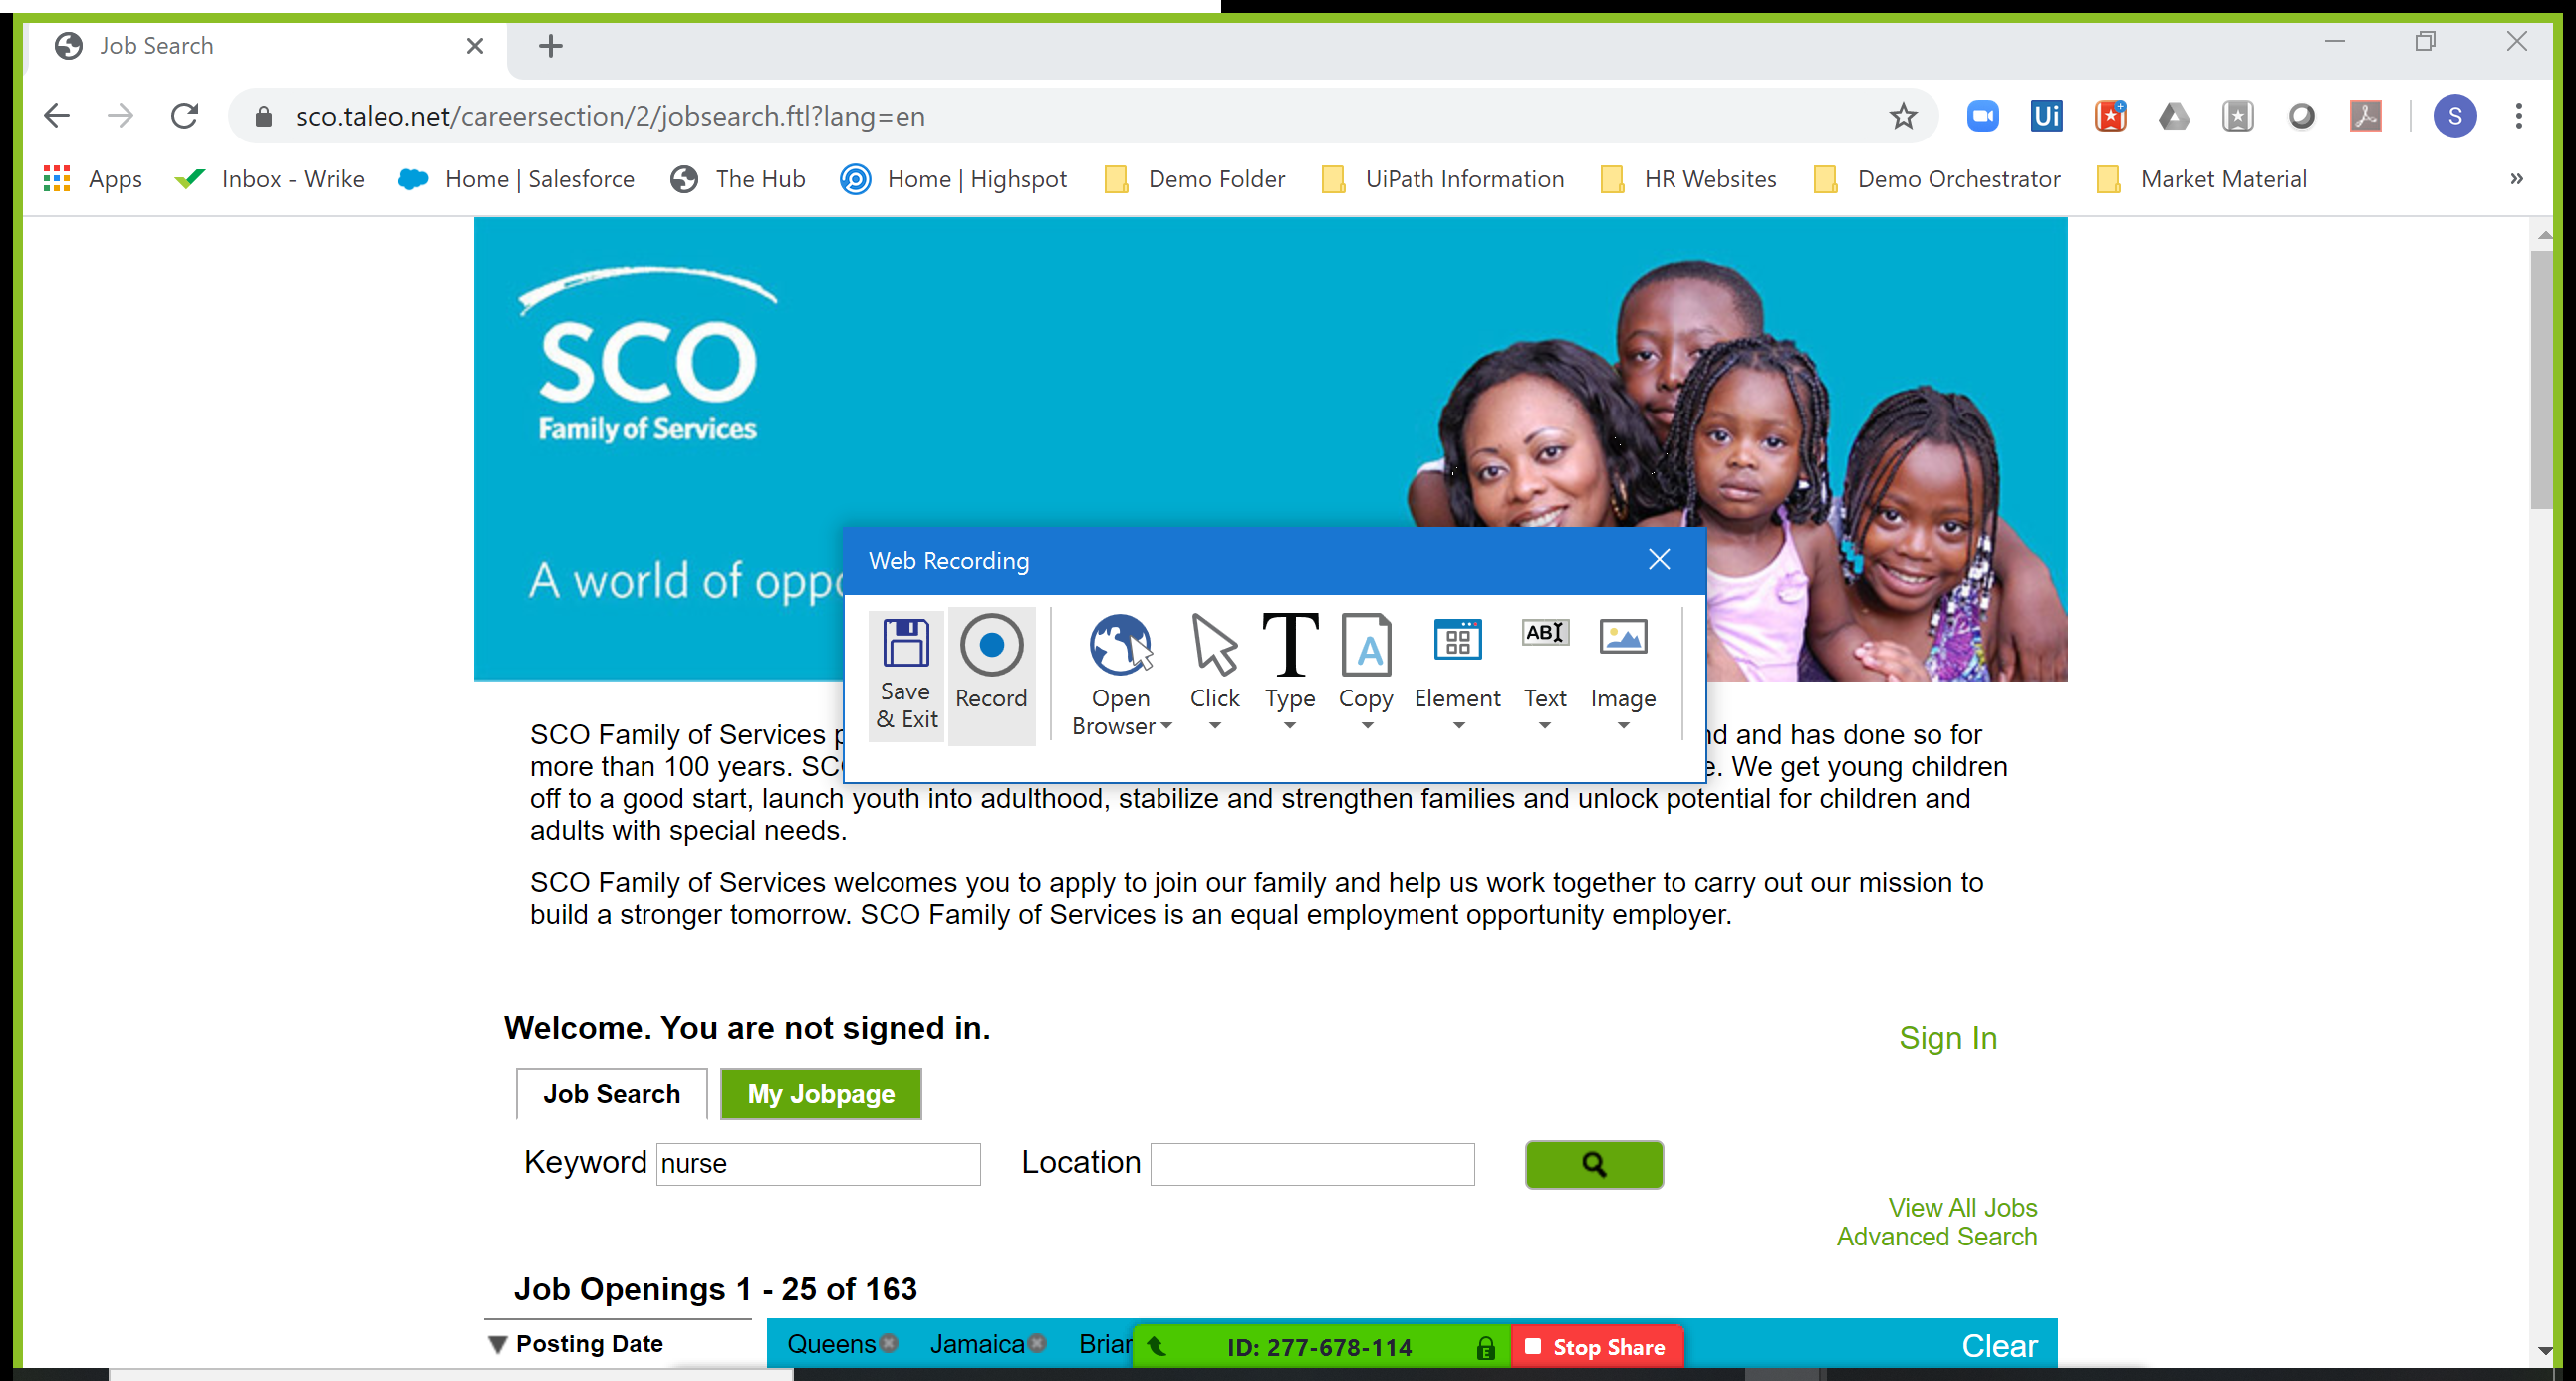 Job Search
sco.taleo.net/careersection/2/jobsearch.ftl?lang=en
Ui
S
Apps
Inbox - Wrike
Home | Salesforce
The Hub
Home | Highspot
Demo Folder
UiPath Information
HR Websites
Demo Orchestrator
Market Material
»
SCO
Family of Services
A world of oppo
Web Recording
Save & Exit
Record
Open Browser
Click
Type
Copy
Element
Text
Image
SCO Family of Services p
nd and has done so for
more than 100 years. SC
e. We get young children
off to a good start, launch youth into adulthood, stabilize and strengthen families and unlock potential for children and
adults with special needs.
SCO Family of Services welcomes you to apply to join our family and help us work together to carry out our mission to
build a stronger tomorrow. SCO Family of Services is an equal employment opportunity employer.
Welcome. You are not signed in.
Sign In
Job Search
My Jobpage
Keyword nurse
Location
View All Jobs
Advanced Search
Job Openings 1 - 25 of 163
Posting Date
Queens
Jamaica
Briar
ID: 277-678-114
Stop Share
Clear